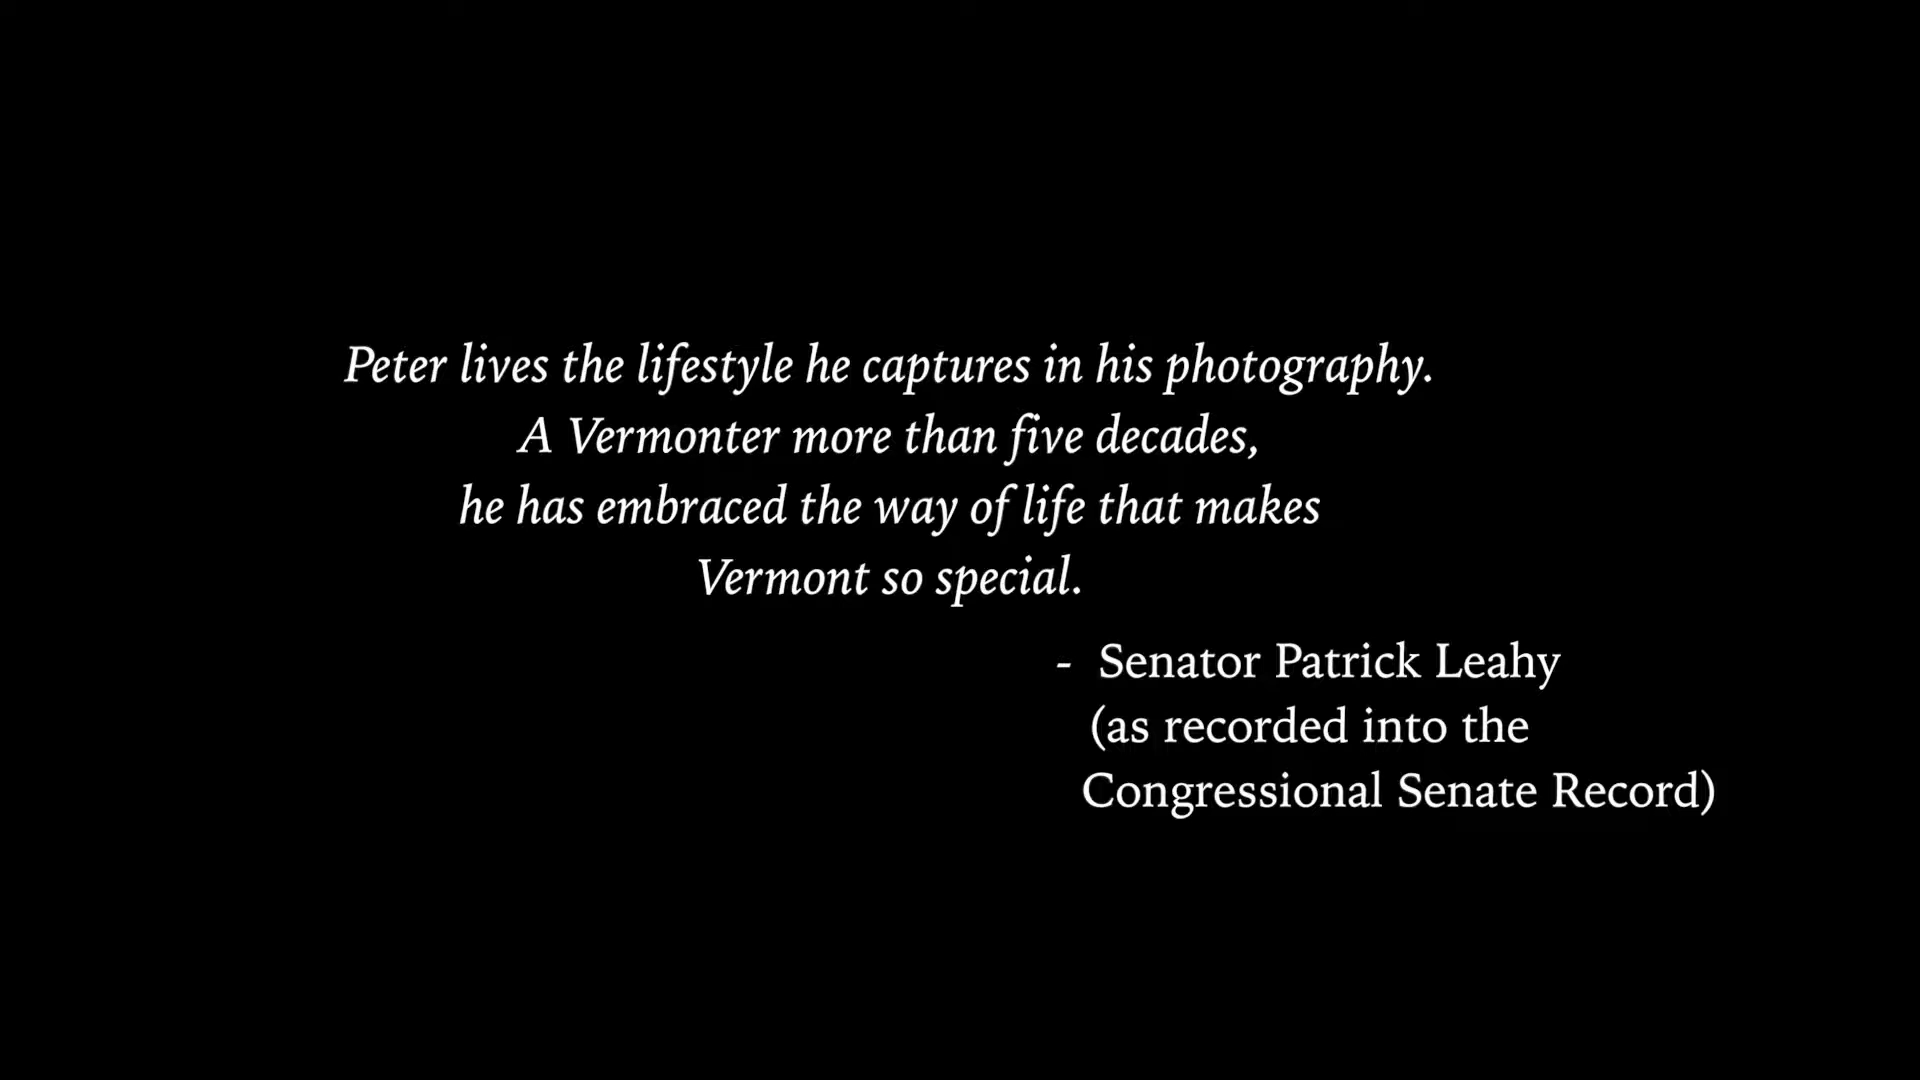 Peter lives the lifestyle he captures in his photography.
A Vermonter more than five decades,
he has embraced the way of life that makes
Vermont so special.
- Senator Patrick Leahy
(as recorded into the
Congressional Senate Record)